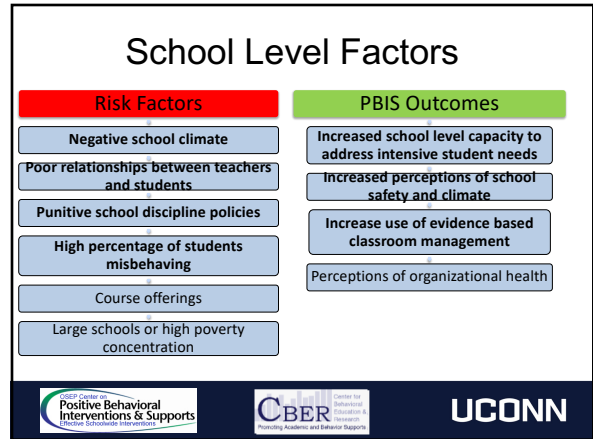 School Level Factors
Risk Factors
Negative school climate
Poor relationships between teachers
and students
Punitive school discipline policies
High percentage of students
misbehaving
Course offerings
Large schools or high poverty
concentration
PBIS Outcomes
Increased school level capacity to
address intensive student needs
Increased perceptions of school
safety and climate
Increase use of evidence based
classroom management
Perceptions of organizational health
OSEP Center on
Positive Behavioral
Interventions & Supports
Effective Schoolwide Interventions
CBER
Center for
Behavioral
Education &
Research
Promoting Academic and Behavior Supports
UCONN